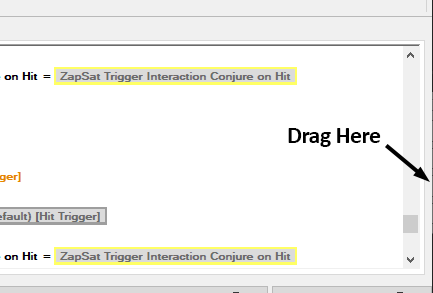 on Hit = ZapSat Trigger Interaction Conjure on Hit
Drag Here
ger]
efault) [Hit Trigger]
on Hit = ZapSat Trigger Interaction Conjure on Hit